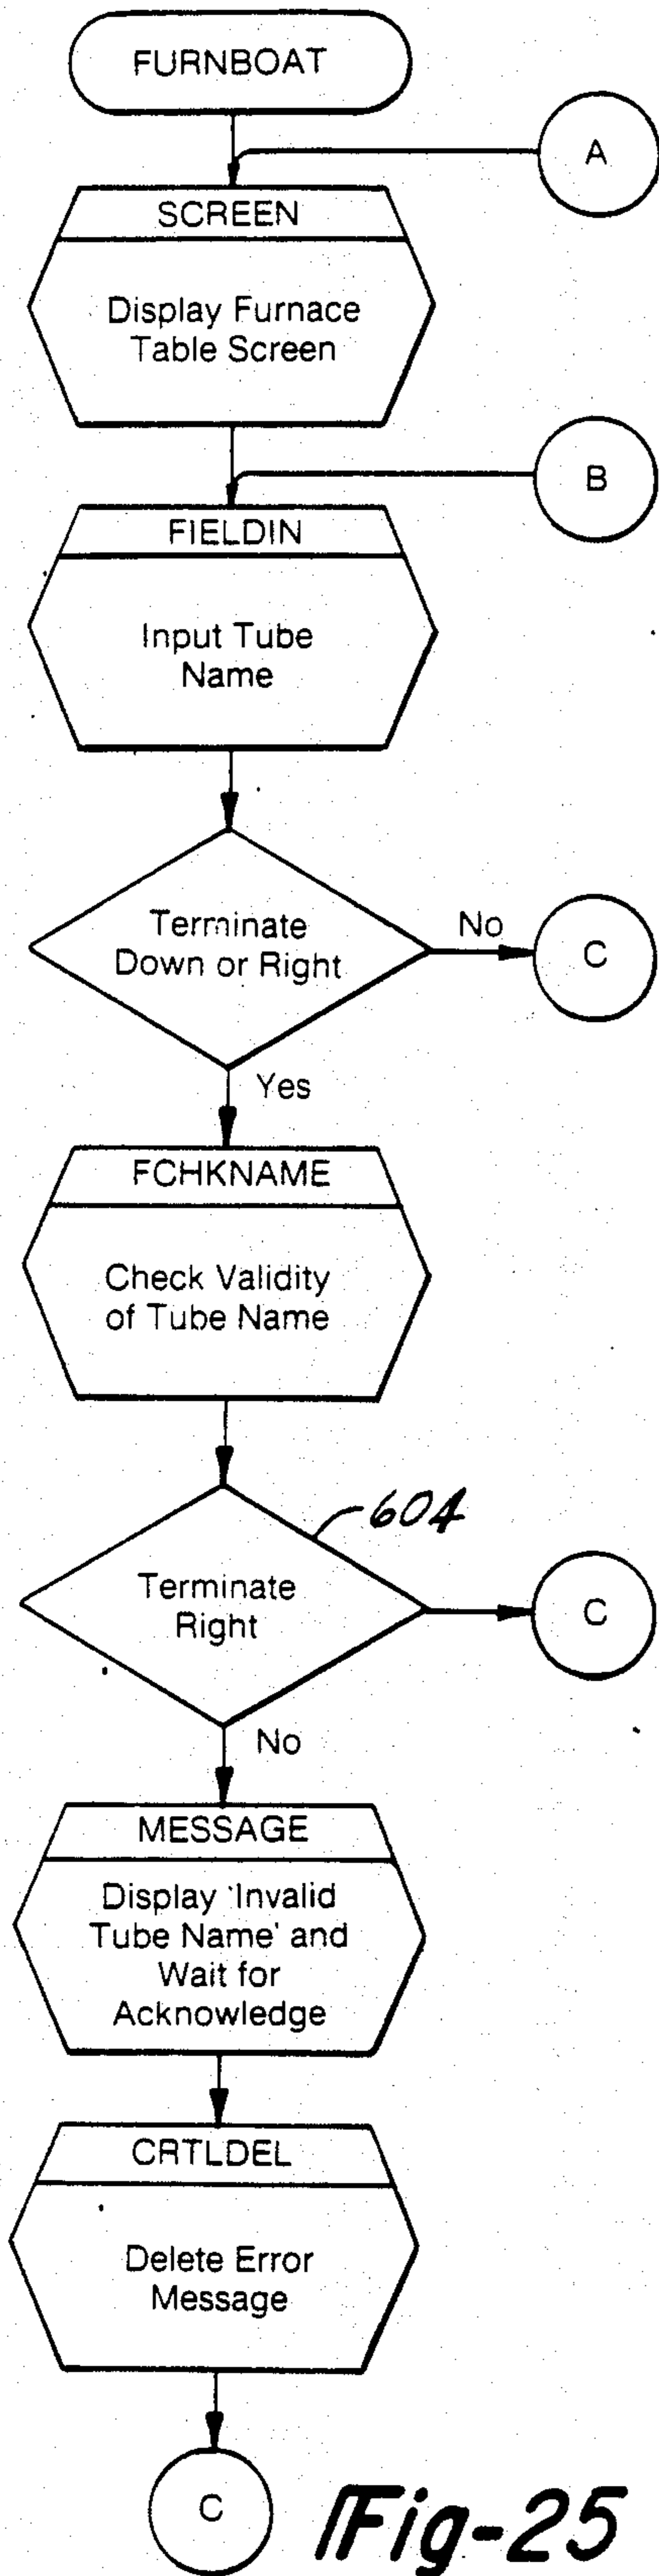 FURNBOAT
A
SCREEN
Display Furnace
Table Screen
B
FIELDIN
Input Tube
Name
Terminate
Down or Right
No
C
Yes
FCHKNAME
Check Validity
of Tube Name
604
Terminate
Right
C
No
MESSAGE
Display 'Invalid
Tube Name' and
Wait for
Acknowledge
CRTLDEL
Delete Error
Message
C
Fig-25